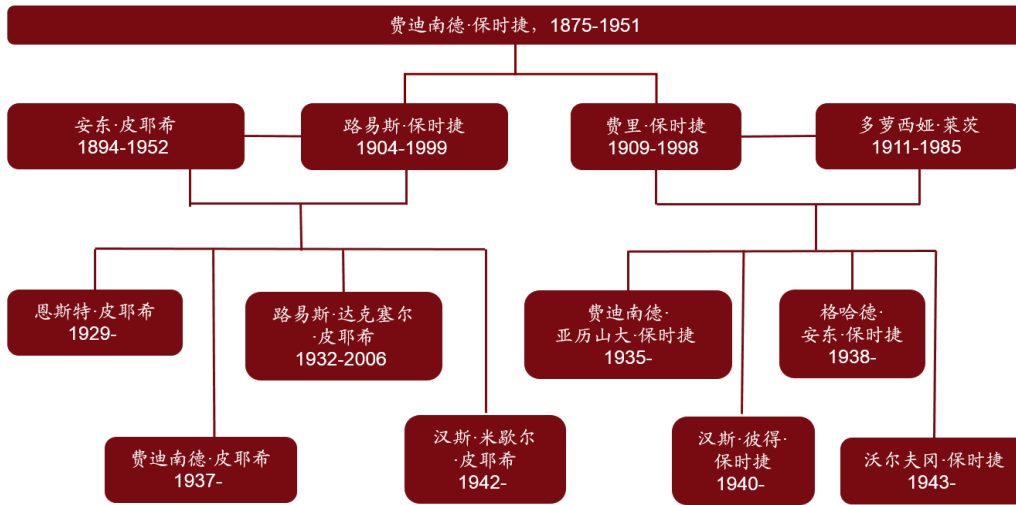 费迪南德·保时捷，1875-1951
安东·皮耶希
1894-1952
路易斯·保时捷
1904-1999
费里·保时捷
1909-1998
多萝西娅·莱茨
1911-1985
恩斯特·皮耶希
1929-
路易斯·达克塞尔
·皮耶希
1932-2006
费迪南德·
亚历山大·保时捷
1935-
格哈德·
安东·保时捷
1938-
费迪南德·皮耶希
1937-
汉斯·米歇尔
·皮耶希
1942-
汉斯·彼得·
保时捷
1940-
沃尔夫冈·保时捷
1943-